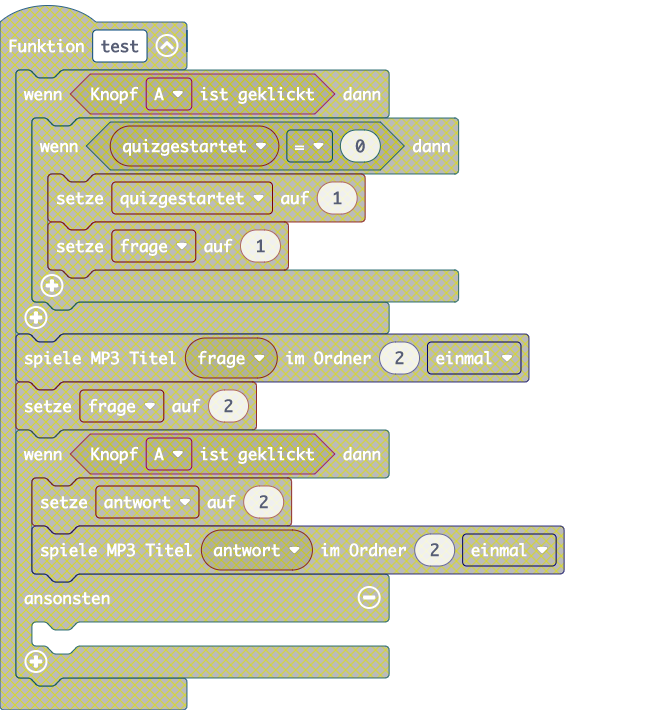 Funktion test
wenn Knopf A ist geklickt dann
wenn quizgestartet = 0 dann
setze quizgestartet auf 1
setze frage auf 1
spiele MP3 Titel frage im Ordner 2 einmal
setze frage auf 2
wenn Knopf A ist geklickt dann
setze antwort auf 2
spiele MP3 Titel antwort im Ordner 2 einmal
ansonsten